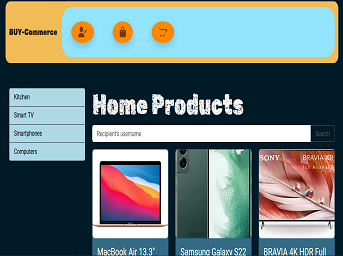 BUY-Commerce
Kitchen
Smart TV
Smartphones
Computers
Home Products
Recipient's username
Search
SONY
BRAVIA XR
MacBook Air 13.3"
Samsung Galaxy S22
BRAVIA 4K HDR Full